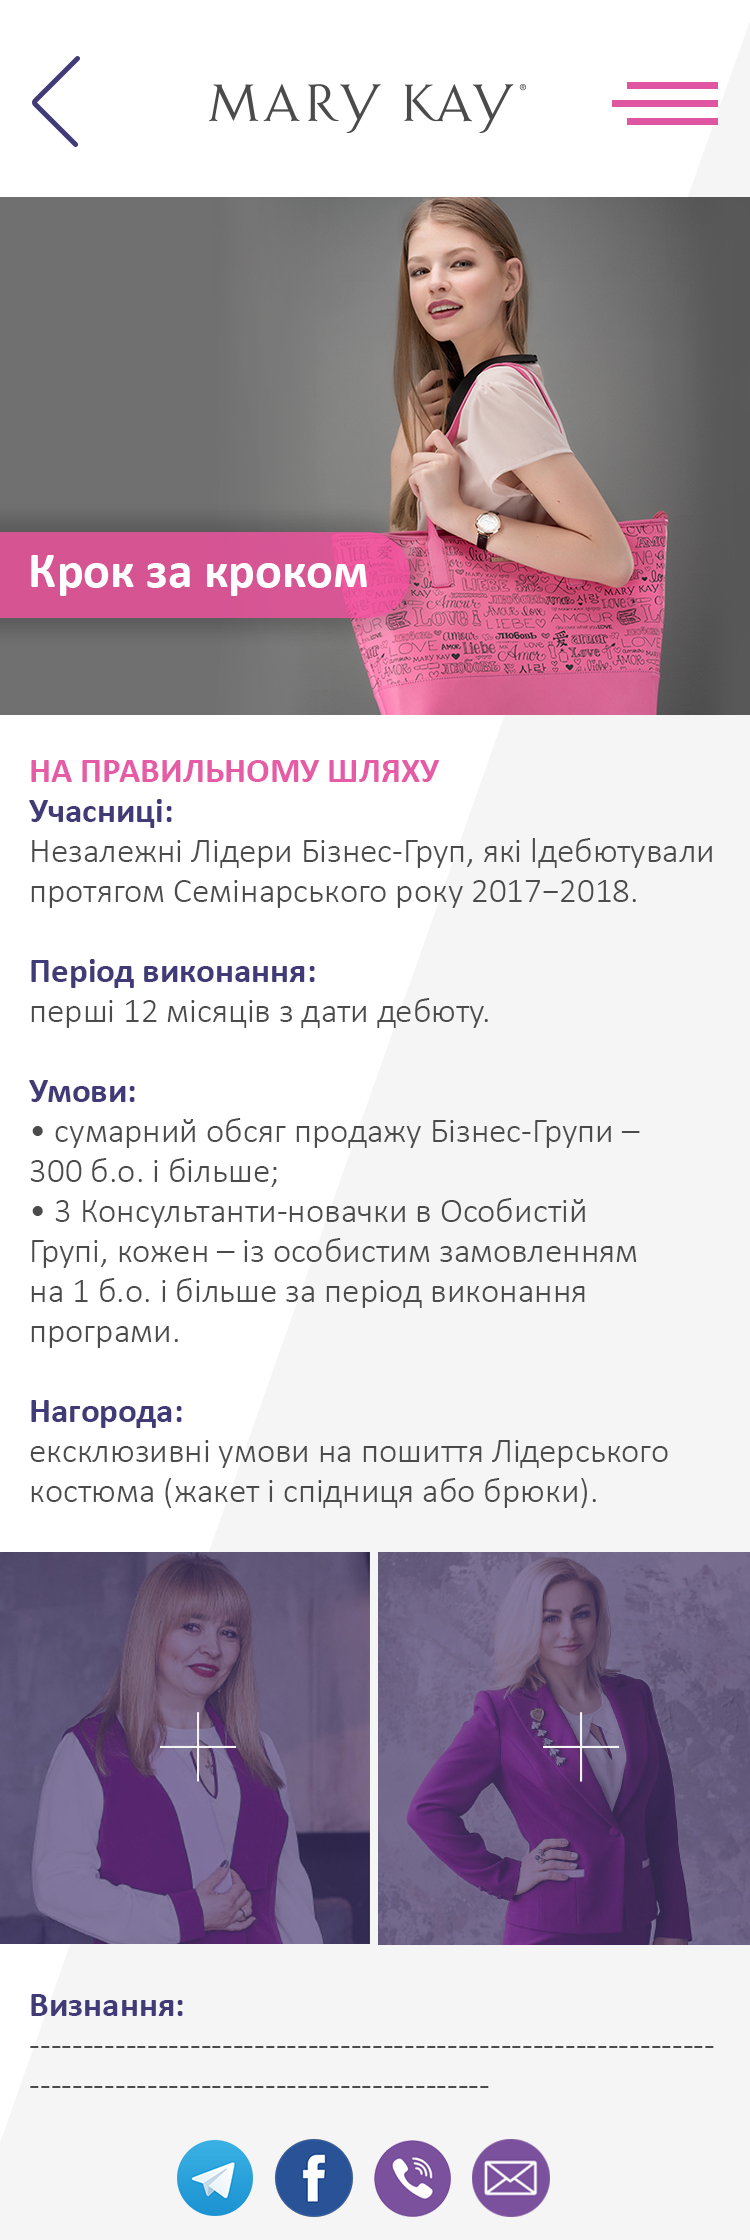 MARY KAY®
Крок за кроком
НА ПРАВИЛЬНОМУ ШЛЯХУ
Учасниці:
Незалежні Лідери Бізнес-Груп, які lдебютували
протягом Семінарського року 2017–2018.
Період виконання:
перші 12 місяців з дати дебюту.
Умови:
• сумарний обсяг продажу Бізнес-Групи –
300 б.о. і більше;
• 3 Консультанти-новачки в Особистій
Групі, кожен – із особистим замовленням
на 1 б.о. і більше за період виконання
програми.
Нагорода:
ексклюзивні умови на пошиття Лідерського
костюма (жакет і спідниця або брюки).
Визнання:
----------------------------------------------------------------
-------------------------------------------